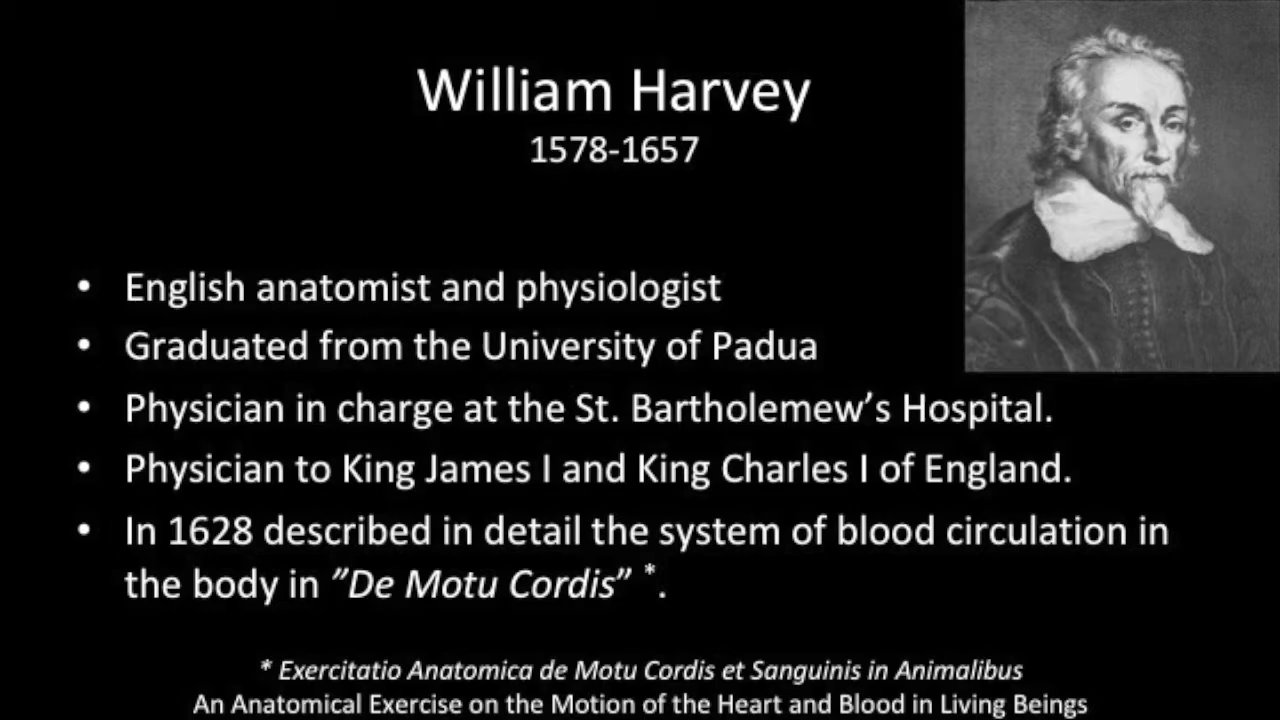 William Harvey
1578-1657
• English anatomist and physiologist
• Graduated from the University of Padua
• Physician in charge at the St. Bartholemew’s Hospital.
• Physician to King James I and King Charles I of England.
• In 1628 described in detail the system of blood circulation in
the body in ”De Motu Cordis” *.
* Exercitatio Anatomica de Motu Cordis et Sanguinis in Animalibus
An Anatomical Exercise on the Motion of the Heart and Blood in Living Beings